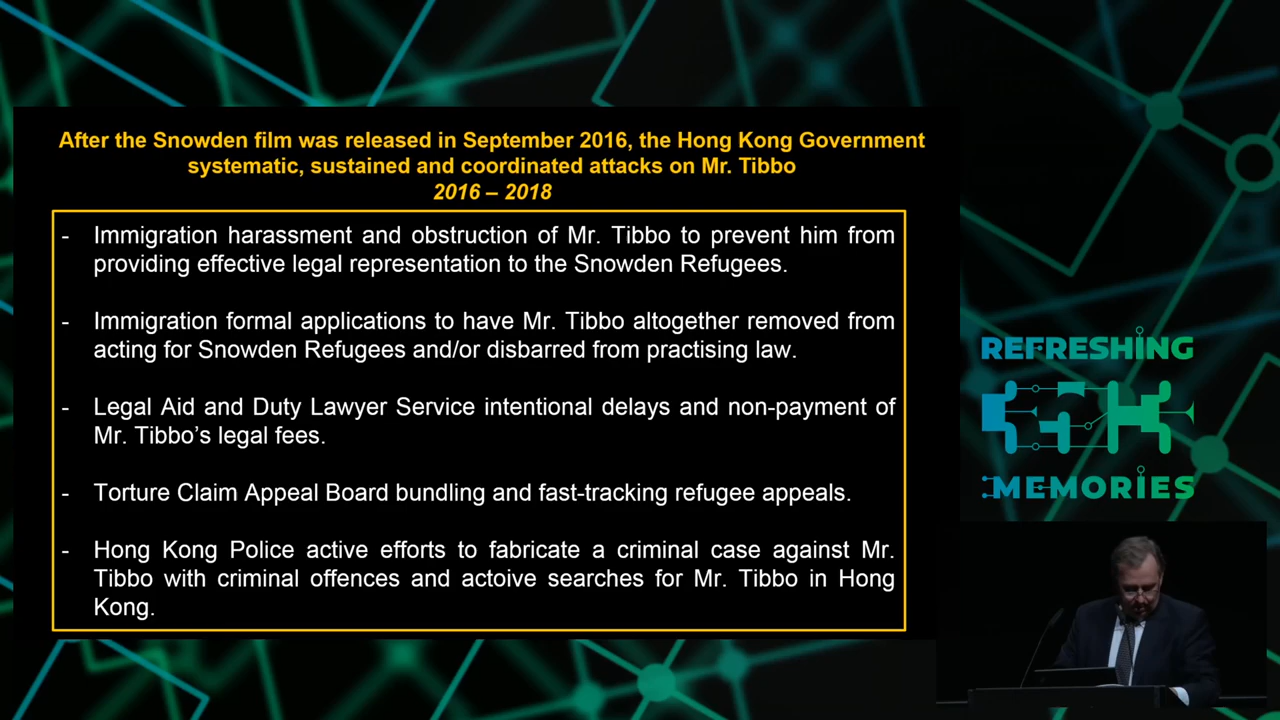 After the Snowden film was released in September 2016, the Hong Kong Government
systematic, sustained and coordinated attacks on Mr. Tibbo
2016 – 2018
- Immigration harassment and obstruction of Mr. Tibbo to prevent him from
providing effective legal representation to the Snowden Refugees.
- Immigration formal applications to have Mr. Tibbo altogether removed from
acting for Snowden Refugees and/or disbarred from practising law.
- Legal Aid and Duty Lawyer Service intentional delays and non-payment of
Mr. Tibbo’s legal fees.
- Torture Claim Appeal Board bundling and fast-tracking refugee appeals.
- Hong Kong Police active efforts to fabricate a criminal case against Mr.
Tibbo with criminal offences and actoive searches for Mr. Tibbo in Hong
Kong.
REFRESHING
MEMORIES